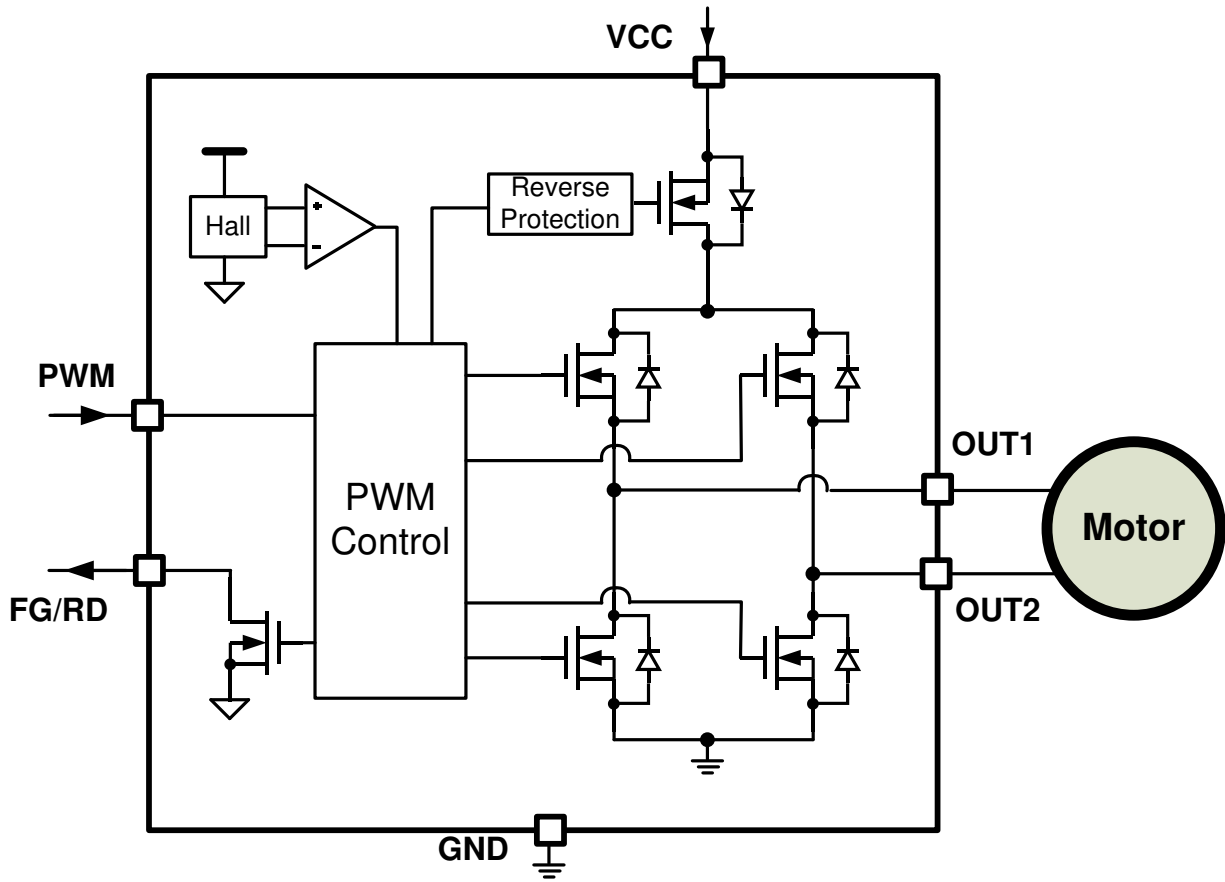 VCC
Reverse
Protection
Hall
+
-
PWM
OUT1
PWM
Control
Motor
FG/RD
OUT2
GND